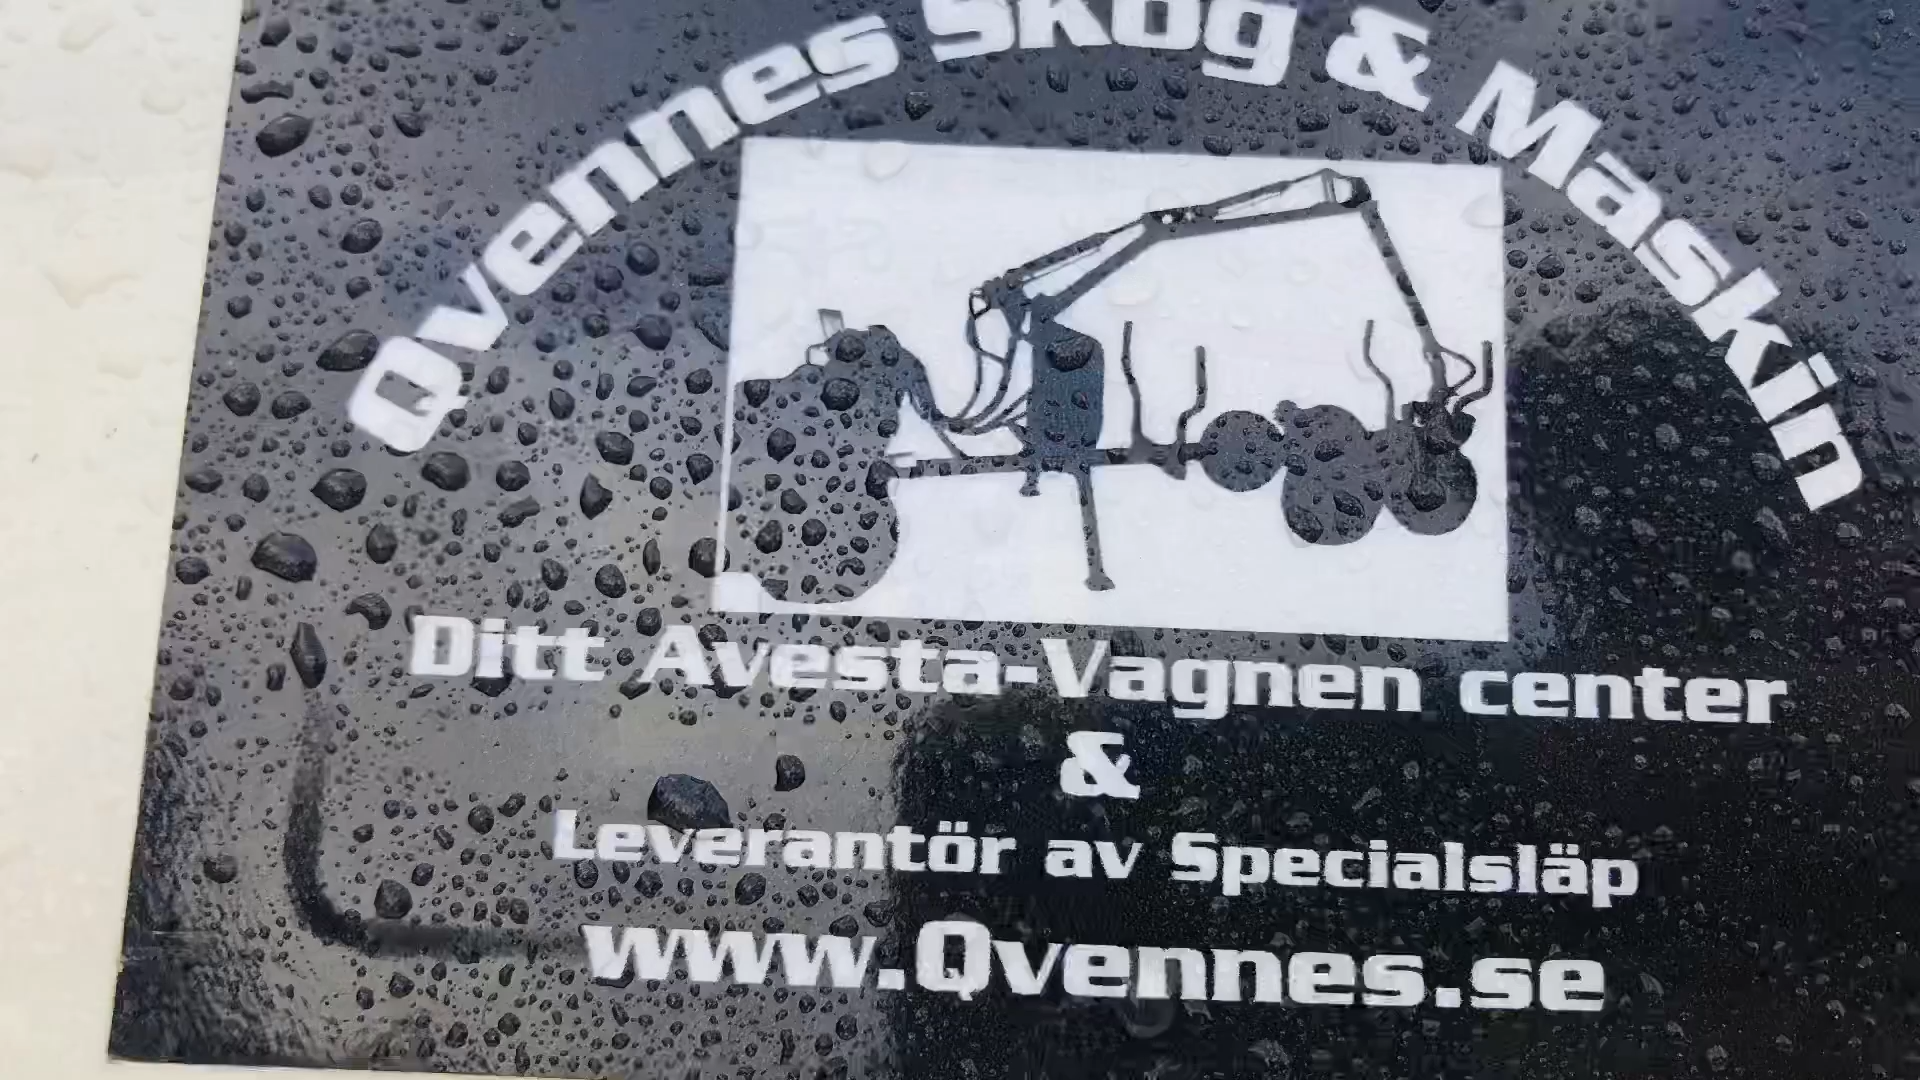 Qvennes Skog & Maskin
Ditt Avesta-Vagnen center
&
Leverantör av Specialsläp
www.Qvennes.se